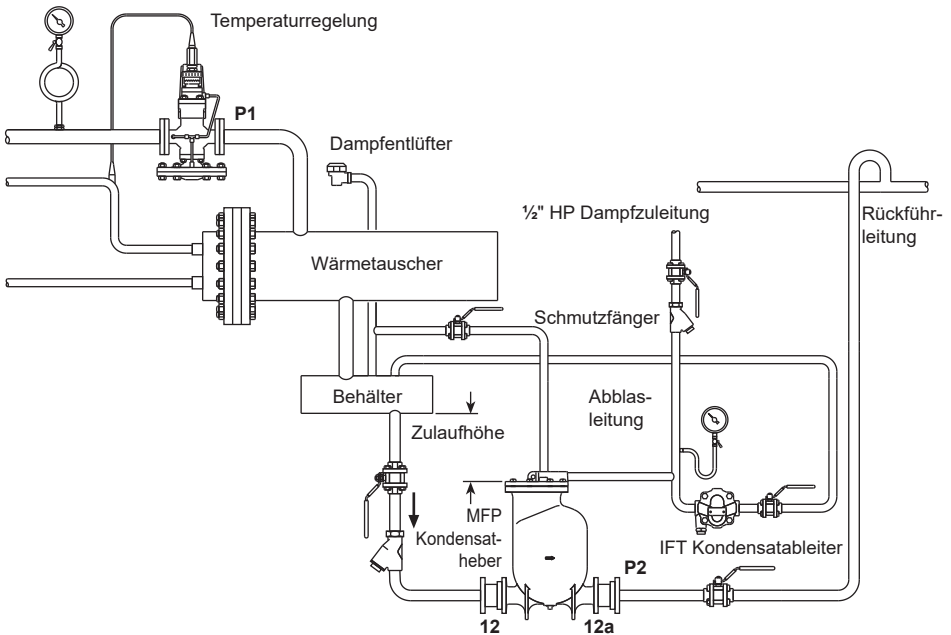 Temperaturregelung
P1
Dampfentlüfter
½" HP Dampfzuleitung
Rückführ-
leitung
Wärmetauscher
Schmutzfänger
Behälter
Abblas-
leitung
Zulaufhöhe
MFP
Kondensat-
heber
IFT Kondensatableiter
P2
12
12a